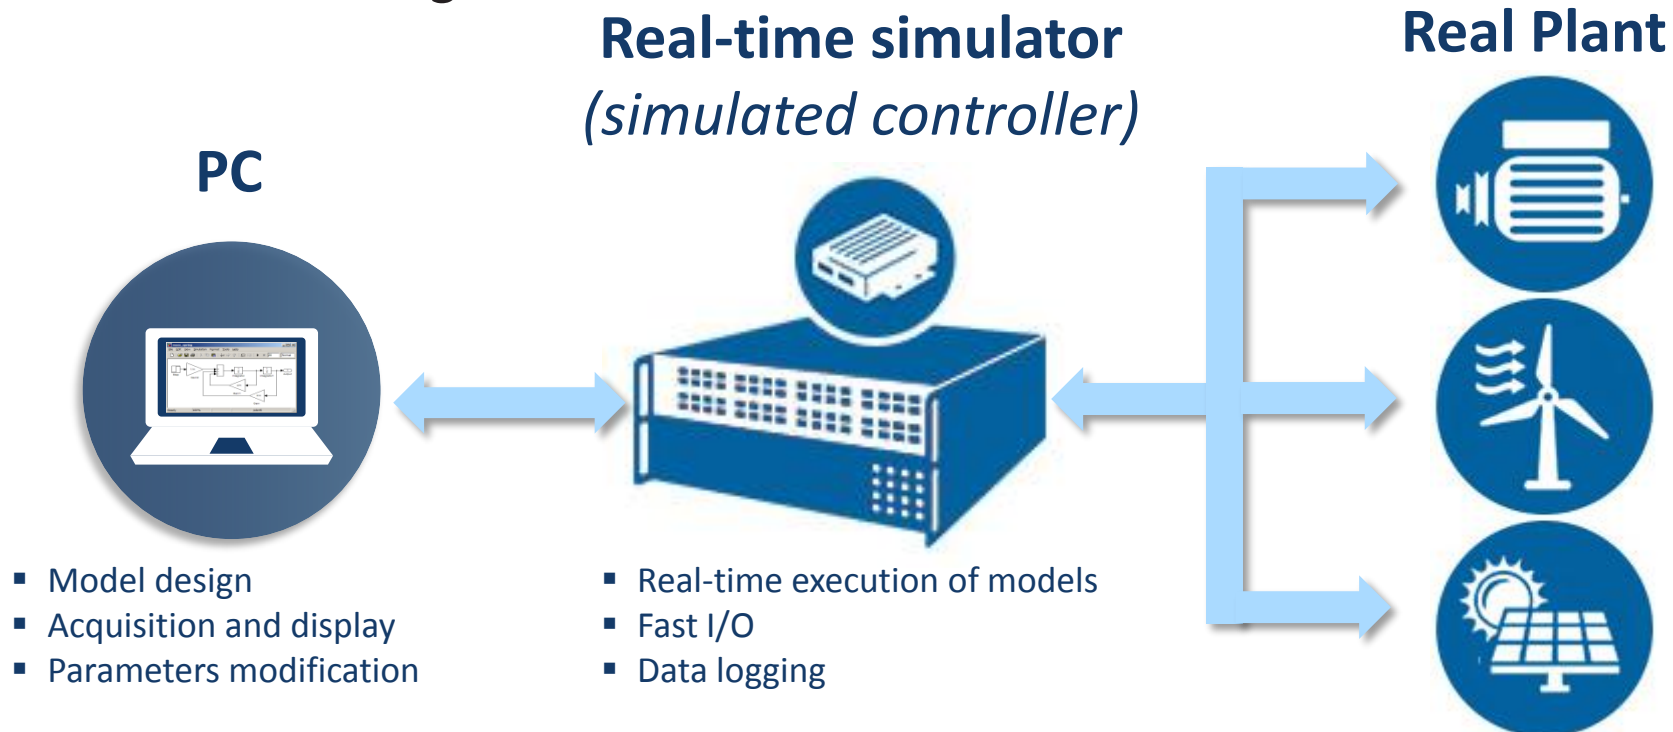 Real-time simulator
(simulated controller)
Real Plant
PC
▪ Model design
▪ Acquisition and display
▪ Parameters modification
▪ Real-time execution of models
▪ Fast I/O
▪ Data logging